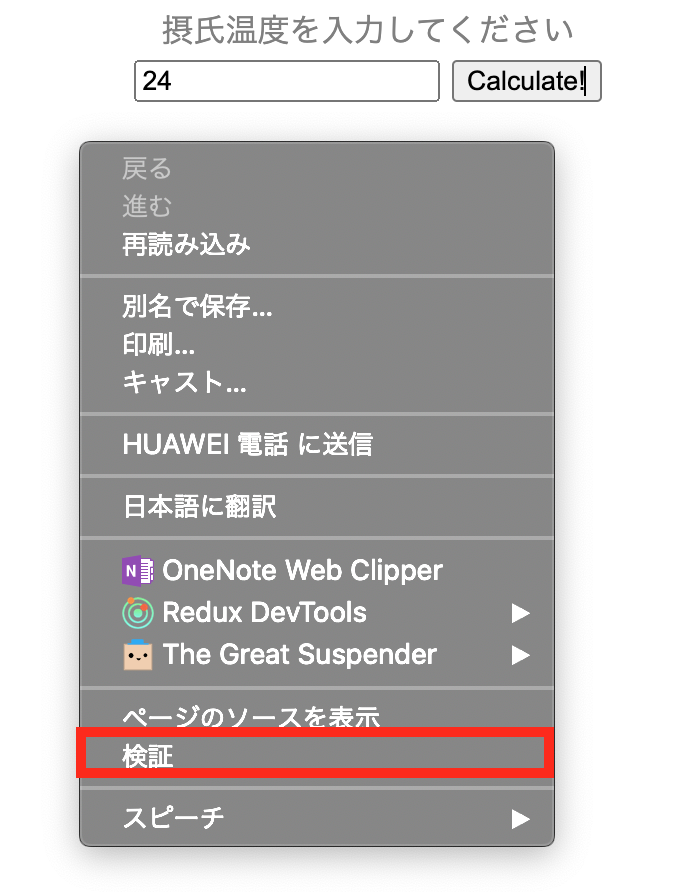 摂氏温度を入力してください
24 Calculate!
戻る
進む
再読み込み
別名で保存...
印刷...
キャスト...
HUAWEI 電話 に送信
日本語に翻訳
OneNote Web Clipper
Redux DevTools
The Great Suspender
ページのソースを表示
検証
スピーチ